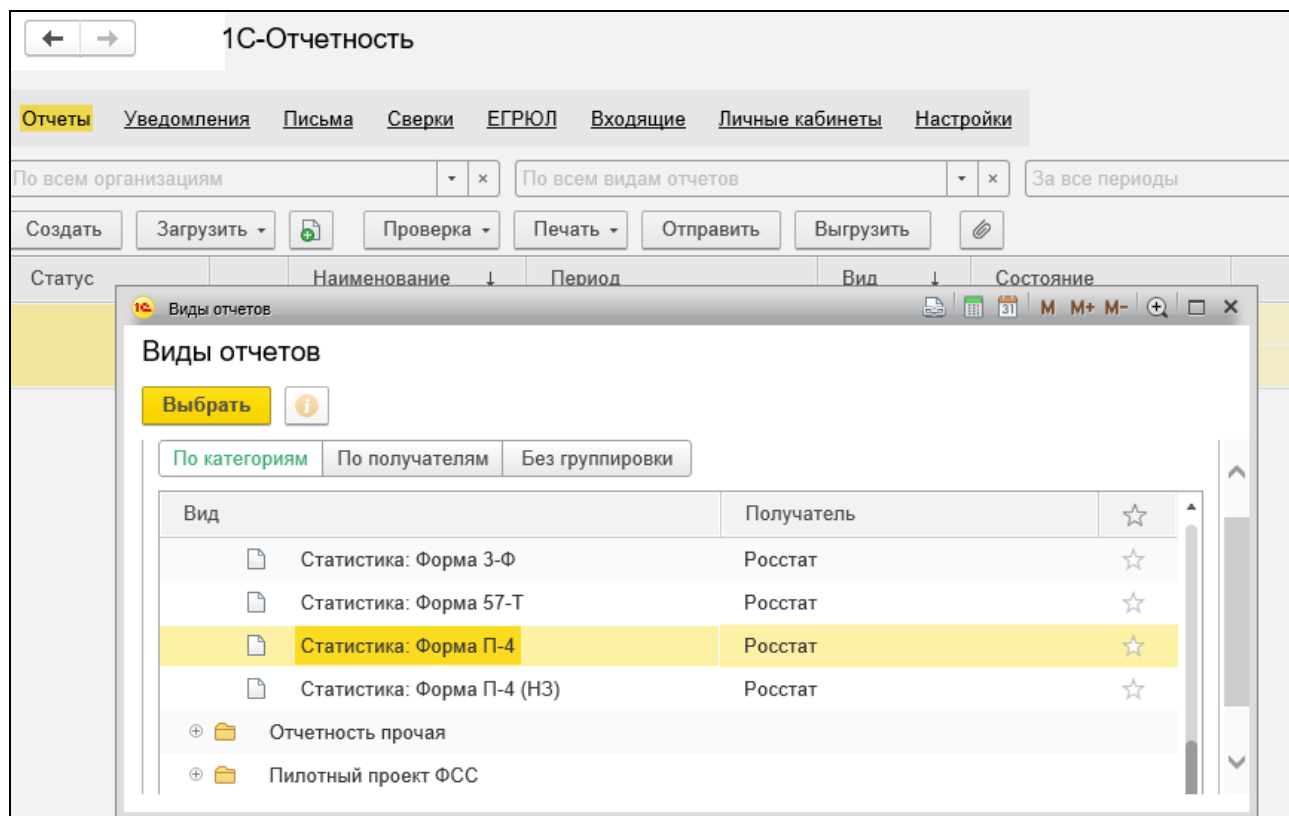 1С-Отчетность
Отчеты Уведомления Письма Сверки ЕГРЮЛ Входящие Личные кабинеты Настройки
По всем организациям По всем видам отчетов За все периоды
Создать Загрузить Проверка Печать Отправить Выгрузить
Статус Наименование ↓ Период Вид ↓ Состояние
1С Виды отчетов 31 M M+ M-
Виды отчетов
Выбрать
По категориям По получателям Без группировки
Вид Получатель
Статистика: Форма 3-Ф Росстат
Статистика: Форма 57-Т Росстат
Статистика: Форма П-4 Росстат
Статистика: Форма П-4 (НЗ) Росстат
Отчетность прочая
Пилотный проект ФСС